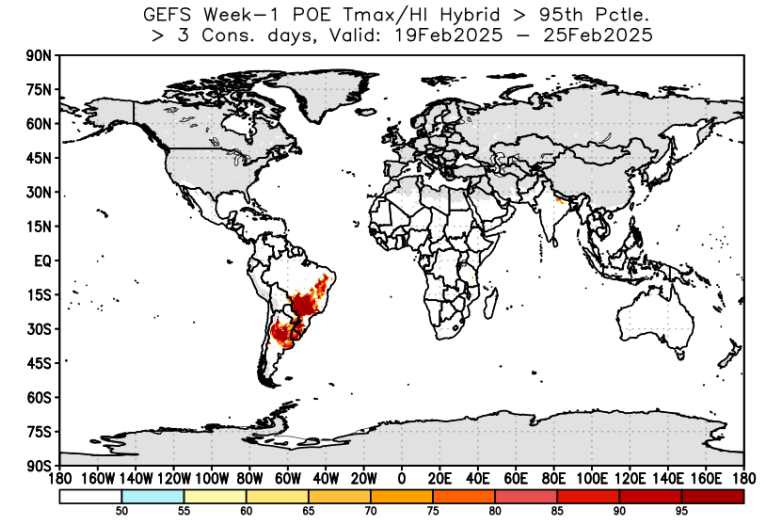 GEFS Week-1 POE Tmax/HI Hybrid > 95th Pctle.
> 3 Cons. days, Valid: 19Feb2025 - 25Feb2025
90N
75N
60N
45N
30N
15N
EQ
15S
30S
45S
60S
75S
90S
180 160W 140W 120W 100W 80W 60W 40W 20W 0 20E 40E 60E 80E 100E 120E 140E 160E 180
50 55 60 65 70 75 80 85 90 95